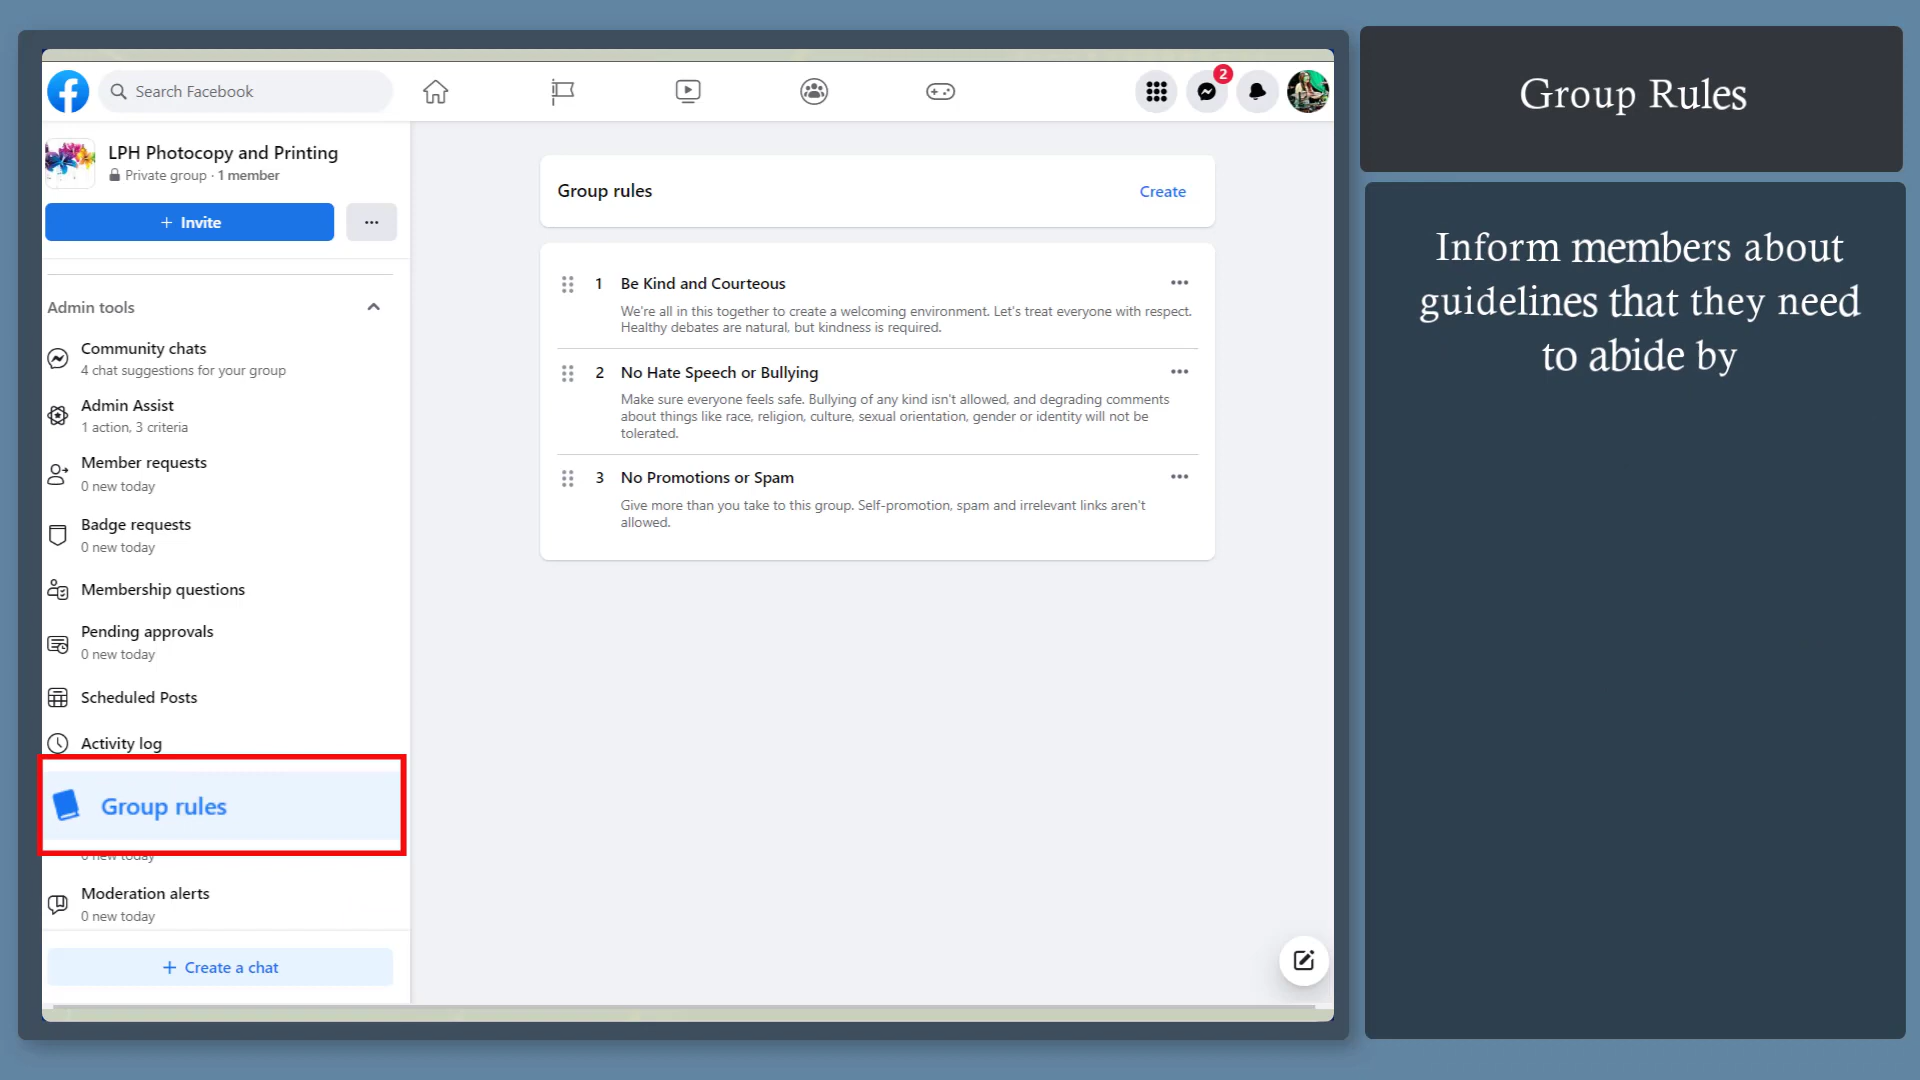 Search Facebook
2
LPH Photocopy and Printing
Private group · 1 member
+ Invite
Admin tools
Community chats
4 chat suggestions for your group
Admin Assist
1 action, 3 criteria
Member requests
0 new today
Badge requests
0 new today
Membership questions
Pending approvals
0 new today
Scheduled Posts
Activity log
Group rules
0 new today
Moderation alerts
0 new today
+ Create a chat
Group rules
Create
1 Be Kind and Courteous
We're all in this together to create a welcoming environment. Let's treat everyone with respect.
Healthy debates are natural, but kindness is required.
2 No Hate Speech or Bullying
Make sure everyone feels safe. Bullying of any kind isn't allowed, and degrading comments
about things like race, religion, culture, sexual orientation, gender or identity will not be
tolerated.
3 No Promotions or Spam
Give more than you take to this group. Self-promotion, spam and irrelevant links aren't
allowed.
Group Rules
Inform members about
guidelines that they need
to abide by